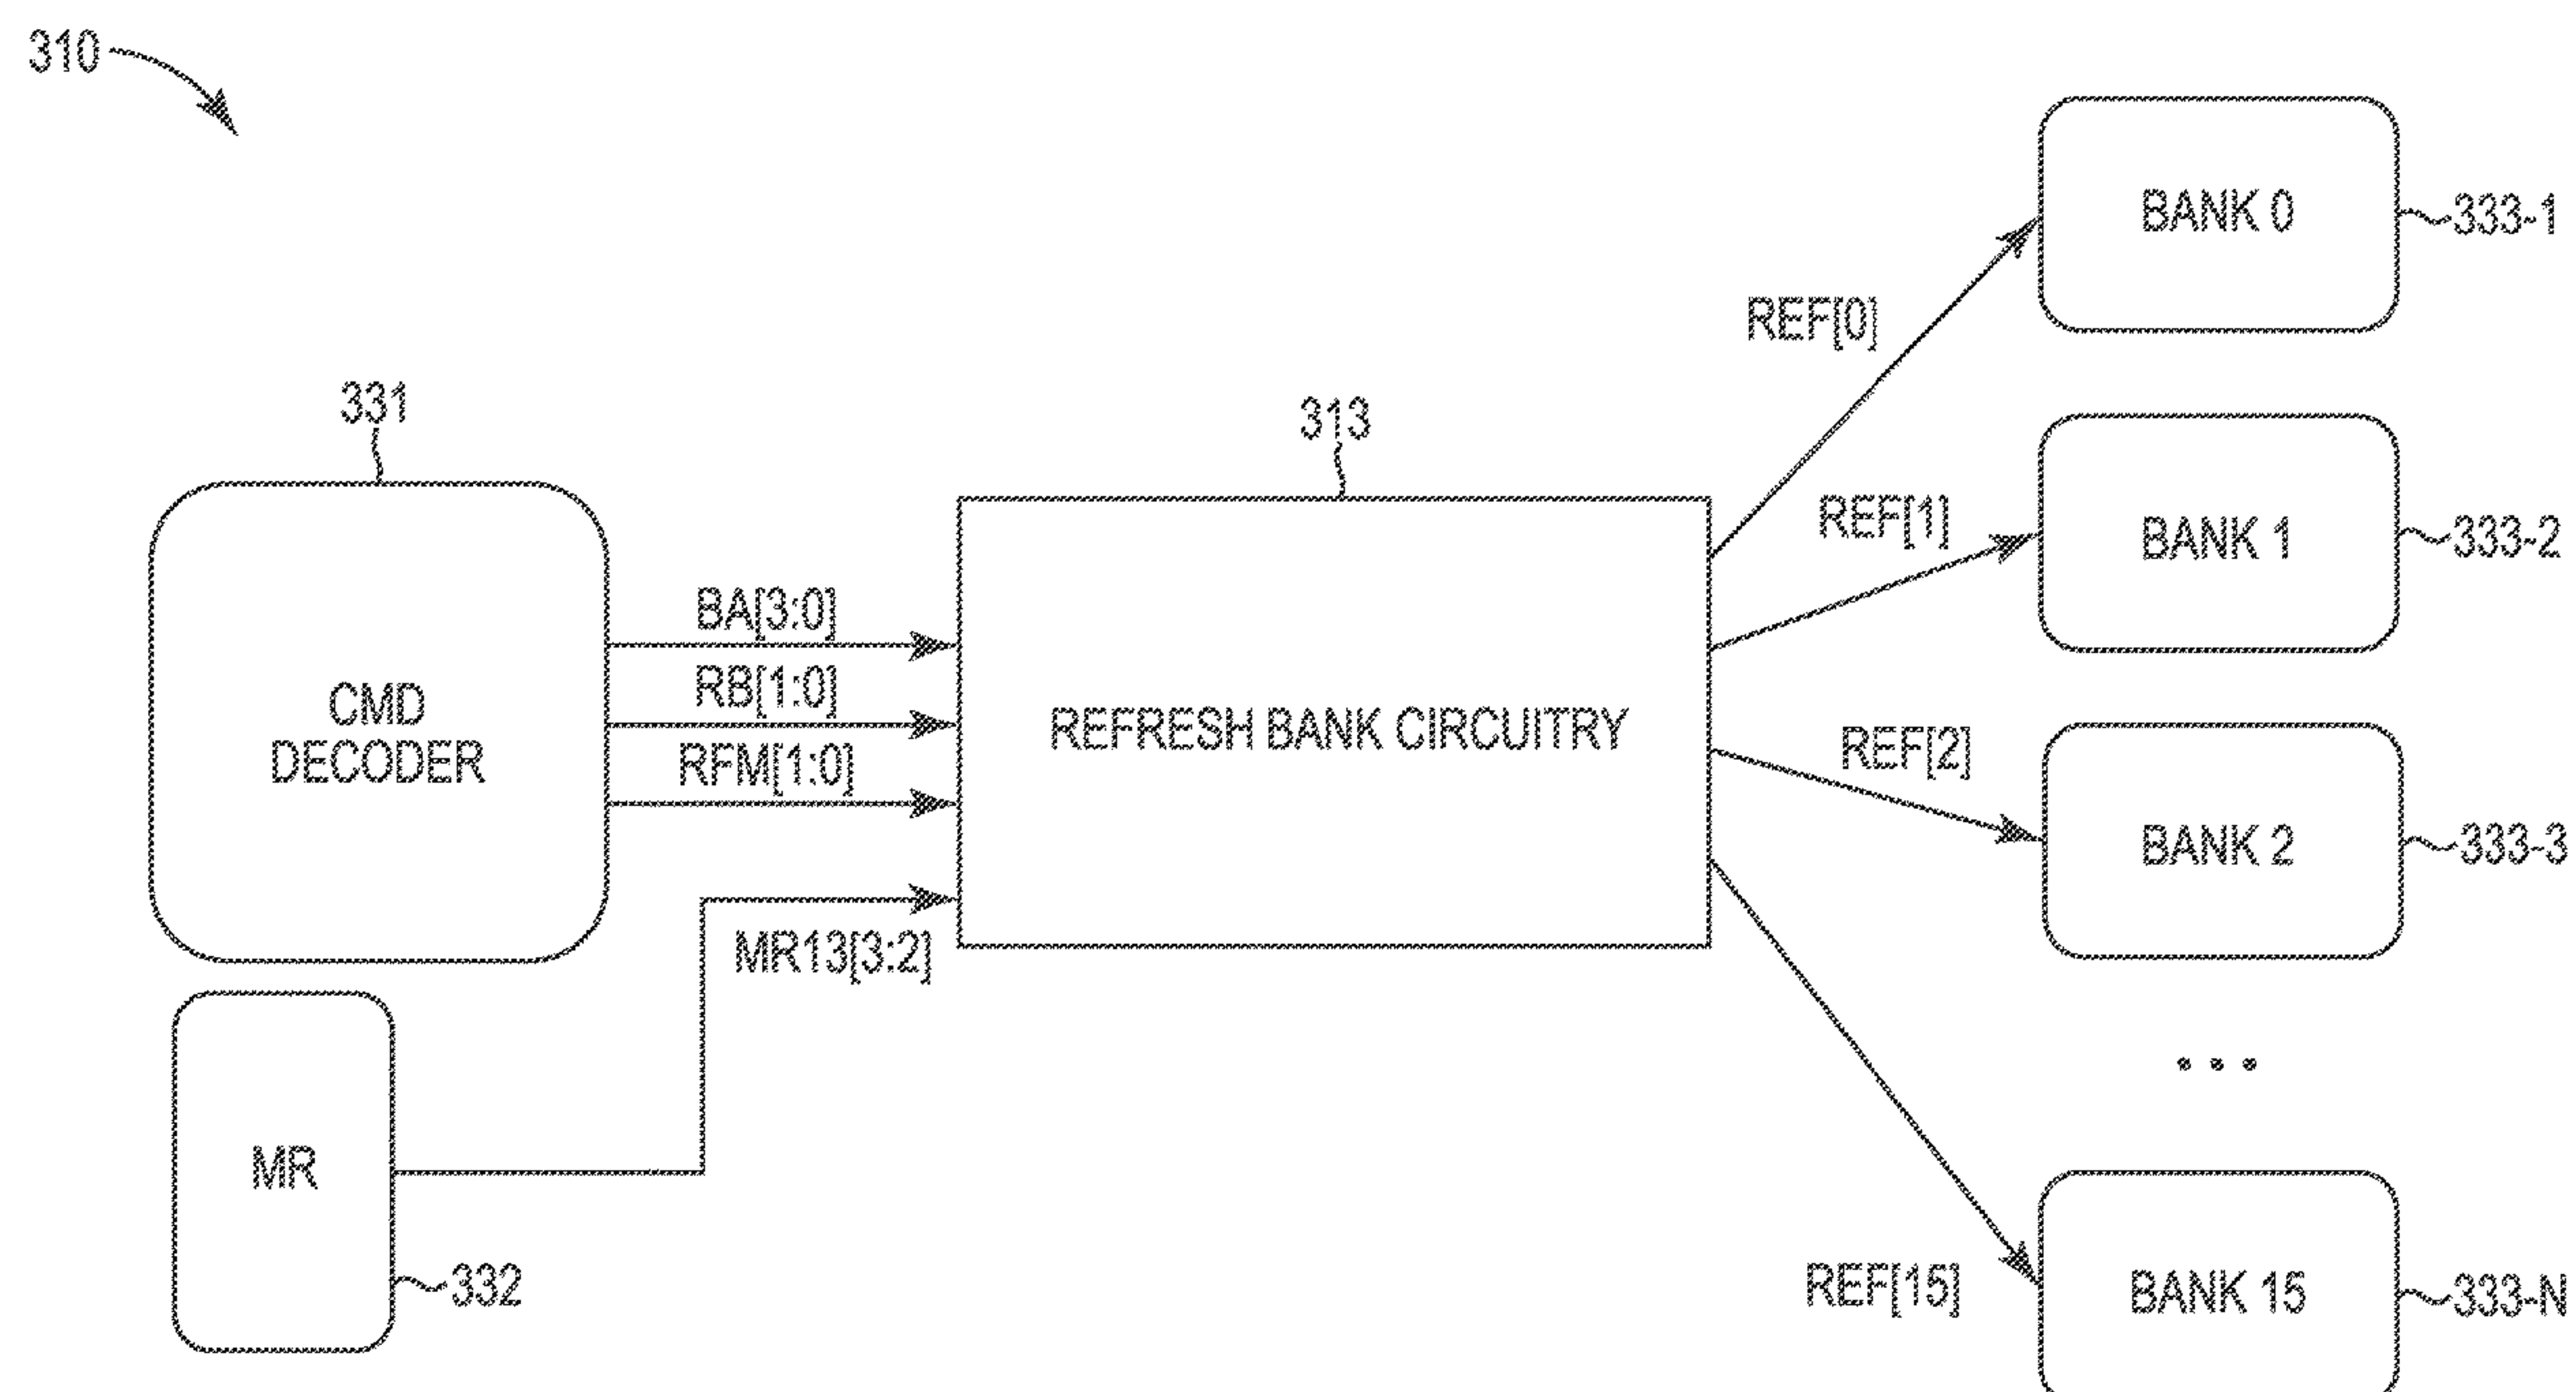 310
BANK 0
333-1
REF[0]
331
313
BANK 1
333-2
REF[1]
CMD
DECODER
BA[3:0]
RB[1:0]
RFM[1:0]
MR13[3:2]
REFRESH BANK CIRCUITRY
REF[2]
BANK 2
333-3
...
MR
332
REF[15]
BANK 15
333-N